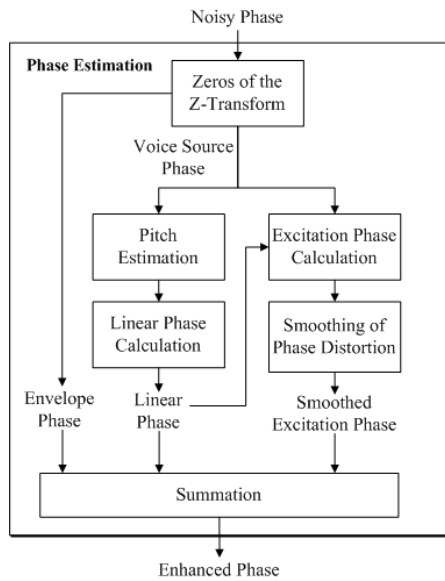 Noisy Phase
Phase Estimation
Zeros of the
Z-Transform
Voice Source
Phase
Pitch
Estimation
Excitation Phase
Calculation
Linear Phase
Calculation
Smoothing of
Phase Distortion
Envelope
Phase
Linear
Phase
Smoothed
Excitation Phase
Summation
Enhanced Phase